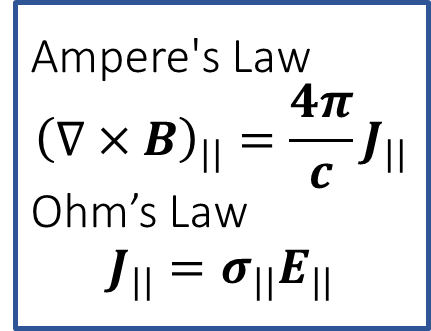 Ampere's Law
(∇ × B)|| = 4π/c J||
Ohm’s Law
J|| = σ||E||